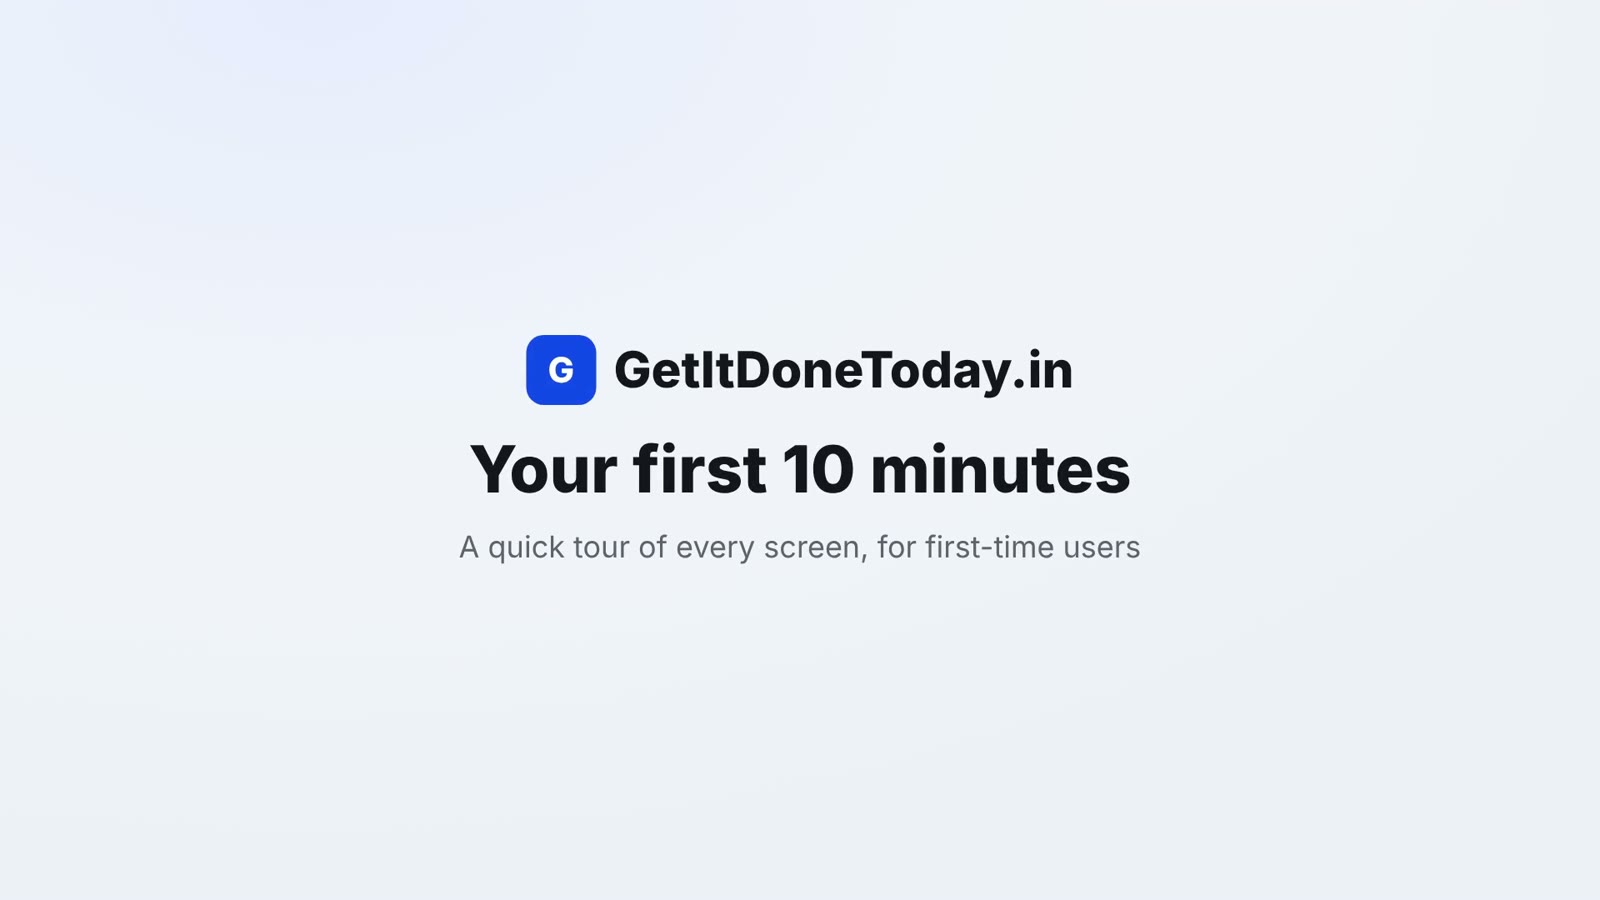 G GetItDoneToday.in
Your first 10 minutes
A quick tour of every screen, for first-time users